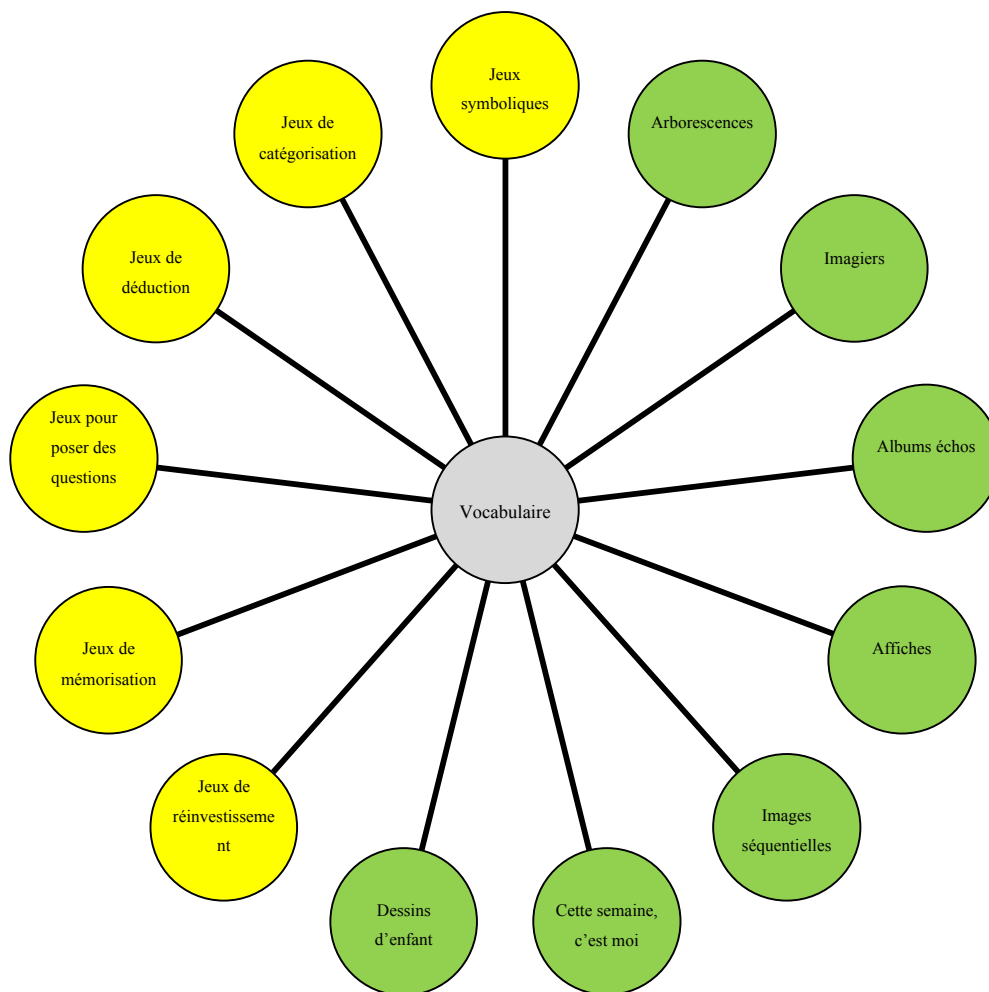 Jeux
symboliques
Arborescences
Imagiers
Albums échos
Affiches
Images
séquentielles
Cette semaine,
c’est moi
Dessins
d’enfant
Jeux de
réinvestisseme
nt
Jeux de
mémorisation
Jeux pour
poser des
questions
Jeux de
déduction
Jeux de
catégorisation
Vocabulaire